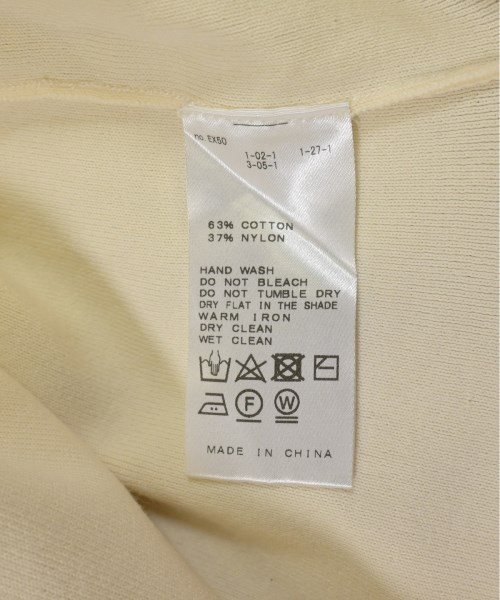 no. EX50
1-02-1 1-27-1
3-05-1
63% COTTON
37% NYLON
HAND WASH
DO NOT BLEACH
DO NOT TUMBLE DRY
DRY FLAT IN THE SHADE
WARM IRON
DRY CLEAN
WET CLEAN
F W
MADE IN CHINA